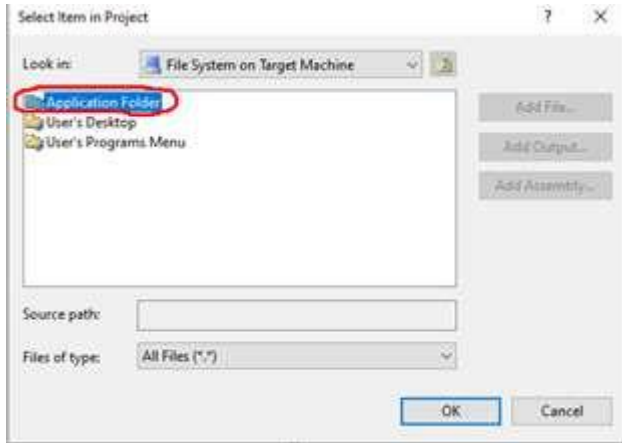 Select Item in Project ? X
Look in: File System on Target Machine
Application Folder
User's Desktop
User's Programs Menu
Add File...
Add Output...
Add Assembly...
Source path:
Files of type: All Files (*.*)
OK Cancel